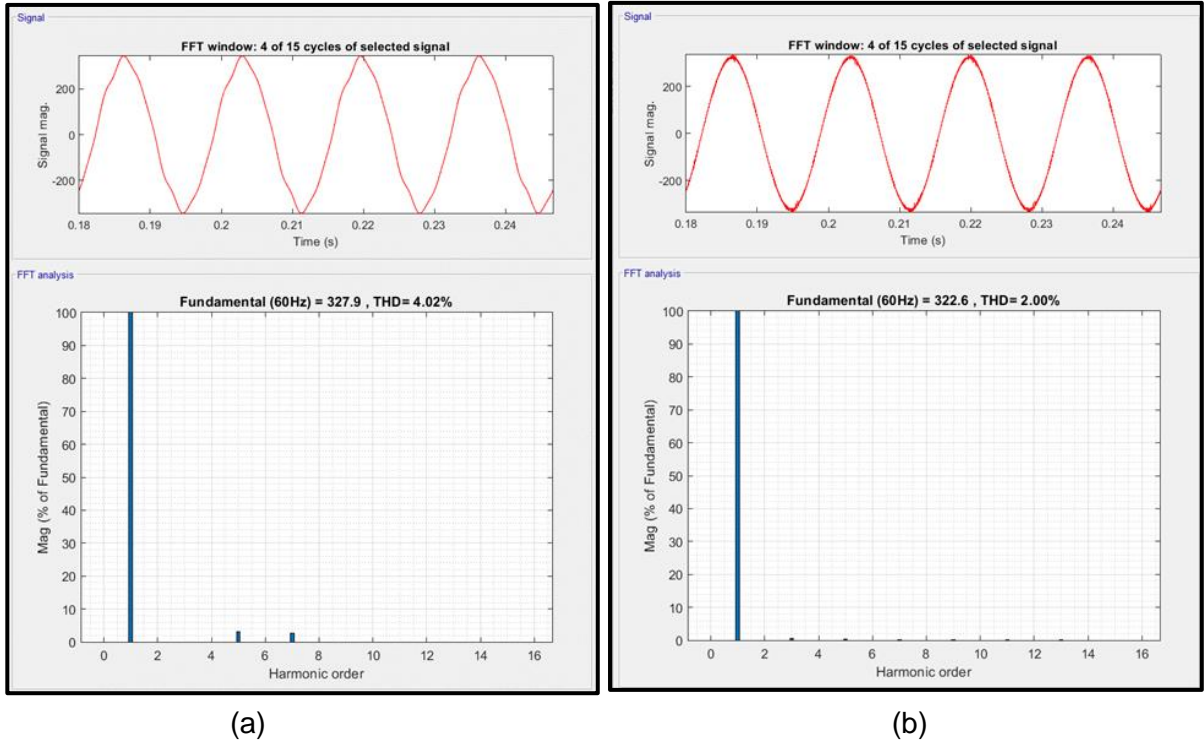 Signal
FFT window: 4 of 15 cycles of selected signal
Signal mag.
200
0
-200
0.18 0.19 0.2 0.21 0.22 0.23 0.24
Time (s)
FFT analysis
Fundamental (60Hz) = 327.9 , THD= 4.02%
Mag (% of Fundamental)
100
90
80
70
60
50
40
30
20
10
0
0 2 4 6 8 10 12 14 16
Harmonic order
(a)
Signal
FFT window: 4 of 15 cycles of selected signal
Signal mag.
200
0
-200
0.18 0.19 0.2 0.21 0.22 0.23 0.24
Time (s)
FFT analysis
Fundamental (60Hz) = 322.6 , THD= 2.00%
Mag (% of Fundamental)
100
90
80
70
60
50
40
30
20
10
0
0 2 4 6 8 10 12 14 16
Harmonic order
(b)